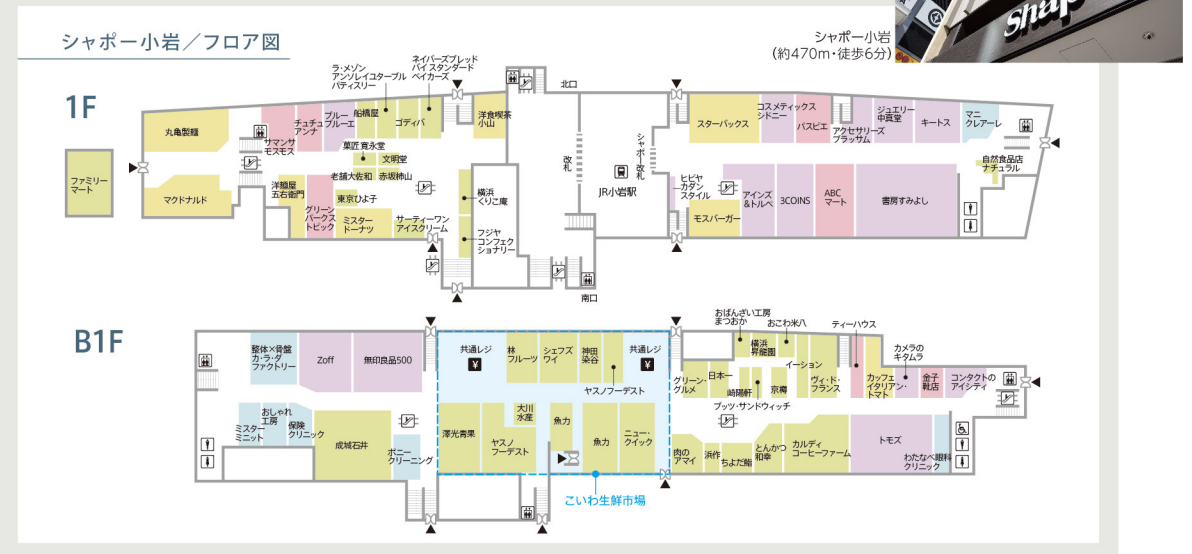 シャポー小岩／フロア図
シャポー小岩
(約470m・徒歩6分)
Shap
1F
ファミリー
マート
丸亀製麺
マクドナルド
サマンサ
モスモス
チュチュ
アンナ
ブルー
ブルーエ
船橋屋
ラ・メゾン
アンソレイユターブル
パティスリー
ゴディバ
ネイバーズブレッド
バイ スタンダード
ベイカーズ
洋食喫茶
小山
菓匠 寛永堂
文明堂
老舗大佐和
赤坂柿山
洋麺屋
五右衛門
グリーン
パークス
トピック
東京ひよ子
ミスター
ドーナツ
サーティーワン
アイスクリーム
横浜
くりこ庵
フジヤ
コンフェク
ショナリー
北口
改札
JR小岩駅
シャポー改札
南口
スターバックス
コスメティックス
シドニー
パスピエ
アクセサリーズ
ブラッサム
ジュエリー
中真堂
キートス
マニ
クレアーレ
自然食品店
ナチュラル
ヒビヤ
カダン
スタイル
モスバーガー
アインズ
&トルペ
3COINS
ABC
マート
書房すみよし
B1F
整体×骨盤
カ・ラ・ダ
ファクトリー
Zoff
無印良品500
ミスター
ミニット
おしゃれ
工房
保険
クリニック
成城石井
ポニー
クリーニング
共通レジ
¥
林
フルーツ
シェフズ
ワイ
神田
染谷
共通レジ
¥
ヤスノフーデスト
澤光青果
ヤスノ
フーデスト
大川
水産
魚力
魚力
ニュー・
クイック
こいわ生鮮市場
おばんざい工房
まつおか
おこわ米八
ティーハウス
カメラの
キタムラ
横浜
昇龍園
イーション
グリーン・
グルメ
日本一
崎陽軒
京樽
ヴィ・ド・
フランス
ブッツ・サンドウィッチ
カッフェ
イタリアン・
トマト
金子
靴店
コンタクトの
アイシティ
肉の
アマイ
浜作
ちよだ鮨
とんかつ
和幸
カルディ
コーヒーファーム
トモズ
わたなべ眼科
クリニック